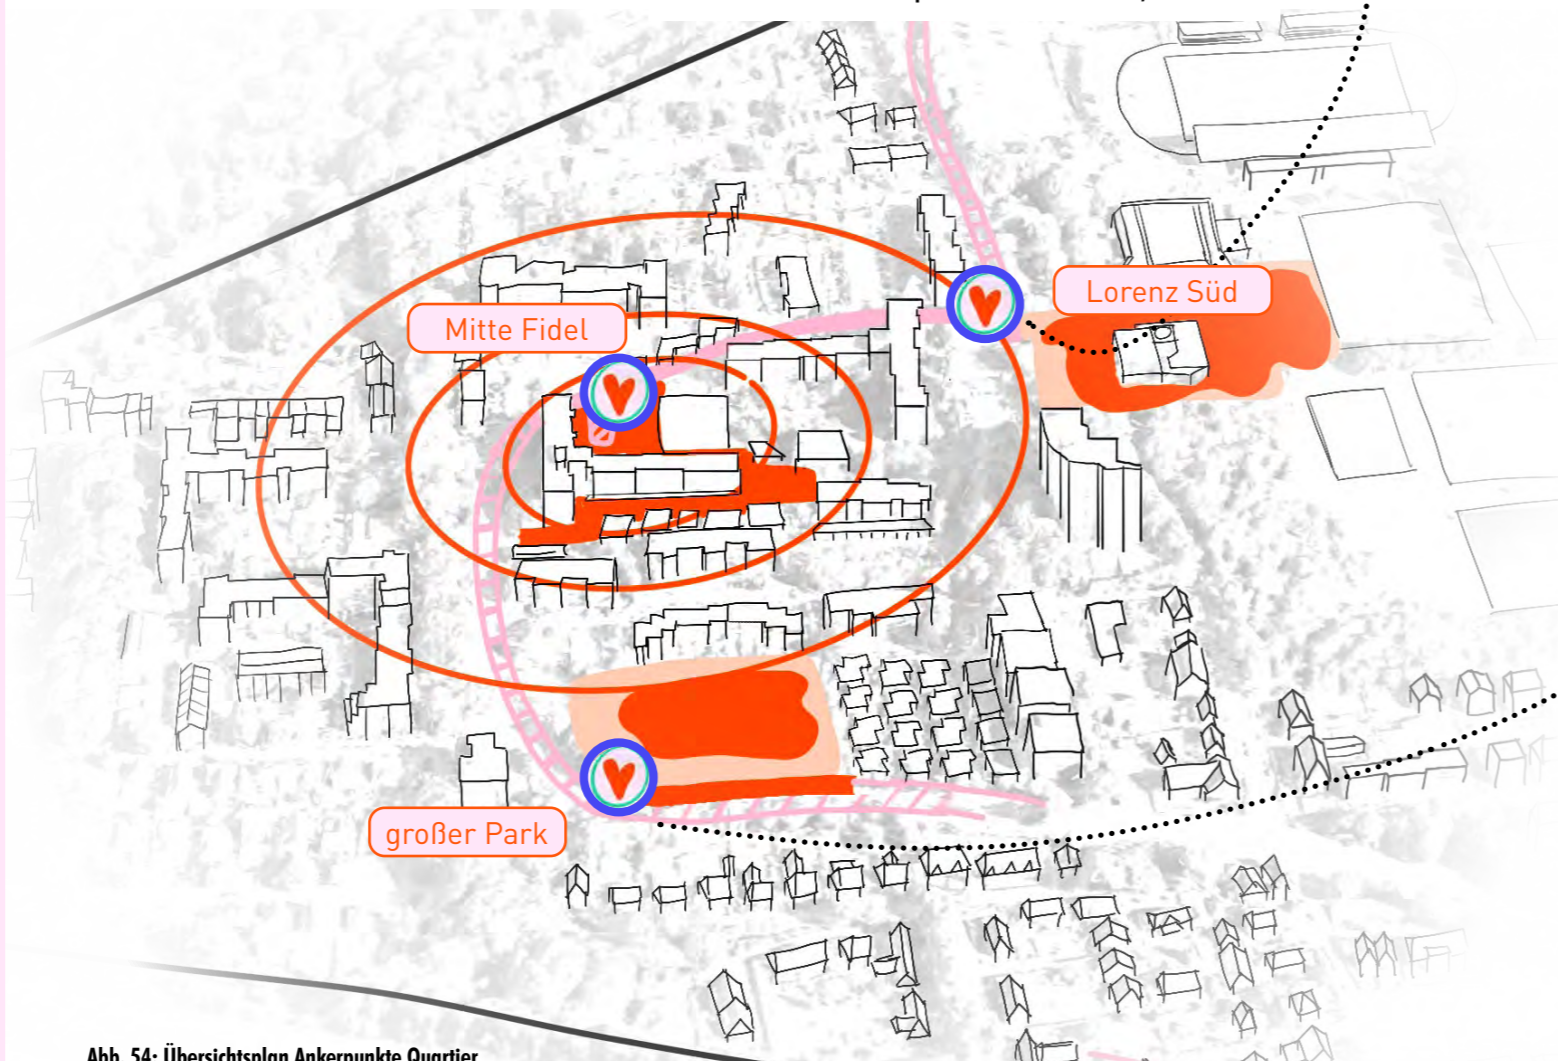 Lorenz Süd
Mitte Fidel
großer Park
Abb. 54: Übersichtsplan Ankerpunkte Quartier